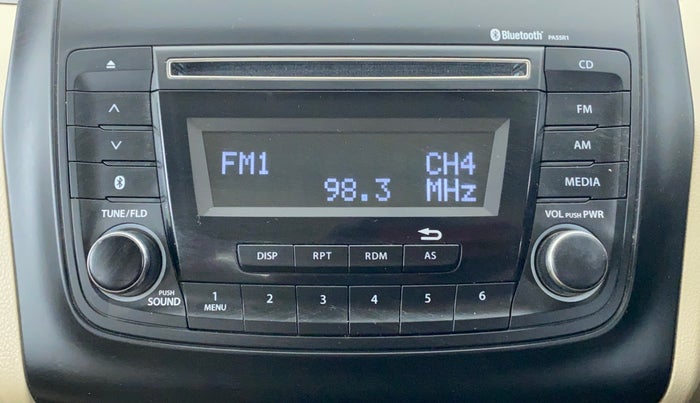 Bluetooth PA55R1
CD
FM
AM
MEDIA
FM1 CH4
98.3 MHz
TUNE/FLD
VOL PUSH PWR
DISP RPT RDM AS
PUSH
SOUND
1 2 3 4 5 6
MENU